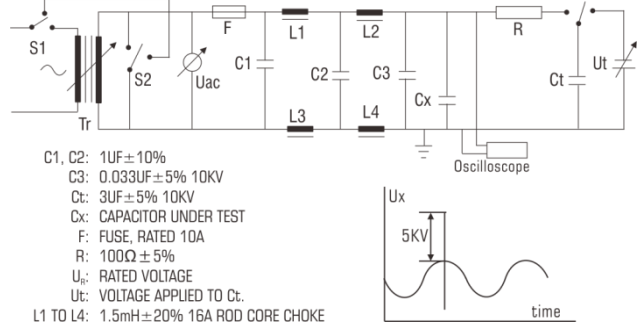 S1
S2
Tr
Uac
F
C1
L1
L2
C2
C3
L3
L4
Cx
R
Ct
Ut
Oscilloscope
C1, C2: 1UF±10%
C3: 0.033UF±5% 10KV
Ct: 3UF±5% 10KV
Cx: CAPACITOR UNDER TEST
F: FUSE, RATED 10A
R: 100Ω±5%
UR: RATED VOLTAGE
Ut: VOLTAGE APPLIED TO Ct.
L1 TO L4: 1.5mH±20% 16A ROD CORE CHOKE
Ux
5KV
time